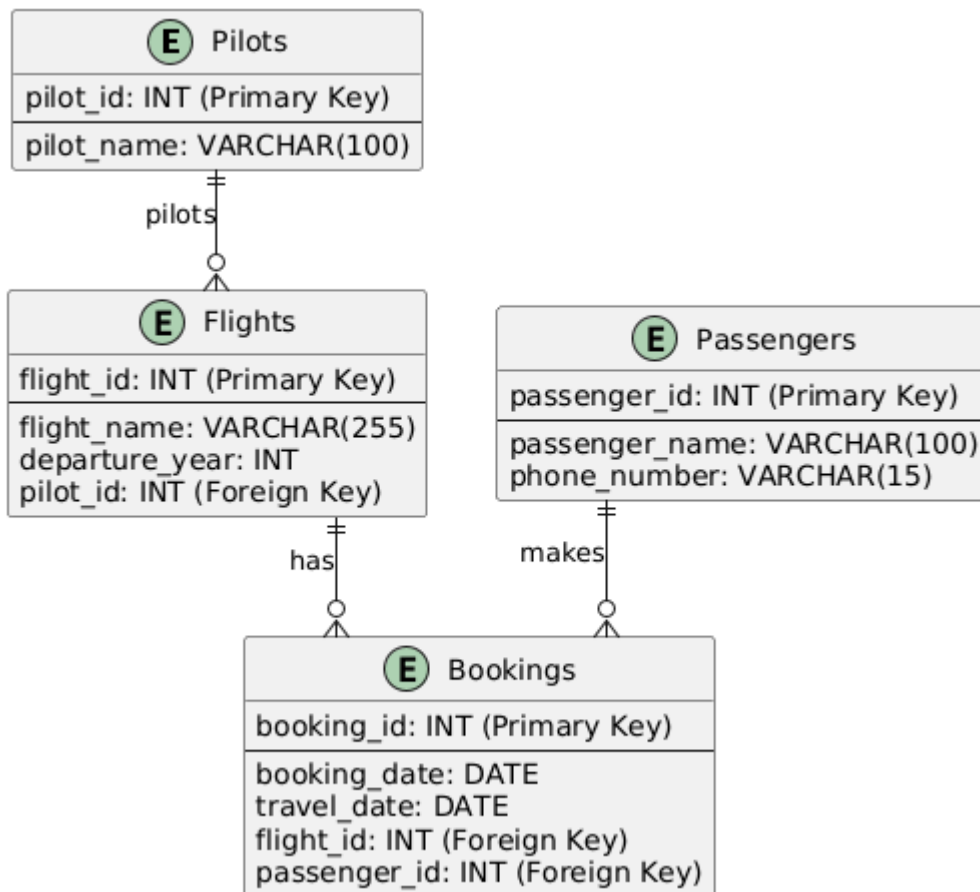 E Pilots
pilot_id: INT (Primary Key)
pilot_name: VARCHAR(100)
pilots
E Flights
flight_id: INT (Primary Key)
flight_name: VARCHAR(255)
departure_year: INT
pilot_id: INT (Foreign Key)
E Passengers
passenger_id: INT (Primary Key)
passenger_name: VARCHAR(100)
phone_number: VARCHAR(15)
has
makes
E Bookings
booking_id: INT (Primary Key)
booking_date: DATE
travel_date: DATE
flight_id: INT (Foreign Key)
passenger_id: INT (Foreign Key)